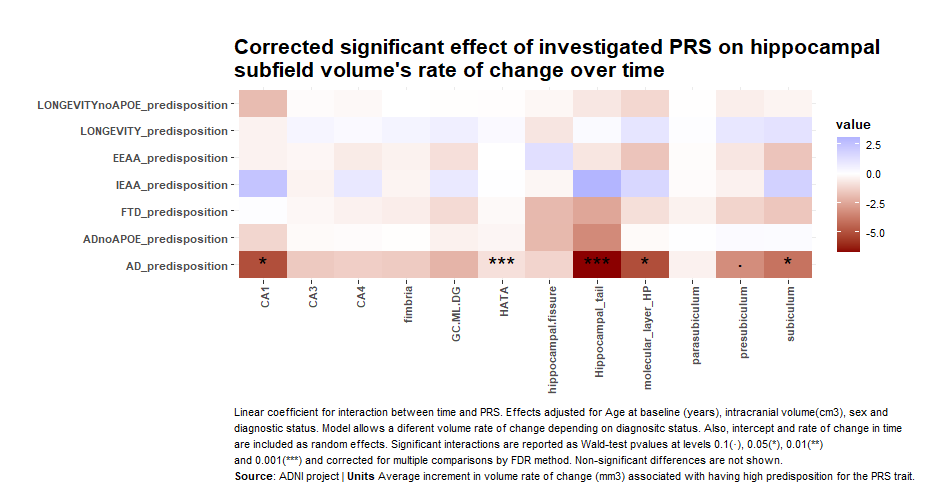 Corrected significant effect of investigated PRS on hippocampal
subfield volume's rate of change over time
LONGEVITYnoAPOE_predisposition
LONGEVITY_predisposition
EEAA_predisposition
IEAA_predisposition
FTD_predisposition
ADnoAPOE_predisposition
AD_predisposition
* *** *** * . *
CA1
CA3
CA4
fimbria
GC.ML.DG
HATA
hippocampal.fissure
Hippocampal_tail
molecular_layer_HP
parasubiculum
presubiculum
subiculum
value
2.5
0.0
-2.5
-5.0
Linear coefficient for interaction between time and PRS. Effects adjusted for Age at baseline (years), intracranial volume(cm3), sex and
diagnostic status. Model allows a diferent volume rate of change depending on diagnositc status. Also, intercept and rate of change in time
are included as random effects. Significant interactions are reported as Wald-test pvalues at levels 0.1(·), 0.05(*), 0.01(**)
and 0.001(***) and corrected for multiple comparisons by FDR method. Non-significant differences are not shown.
Source: ADNI project | Units Average increment in volume rate of change (mm3) associated with having high predisposition for the PRS trait.